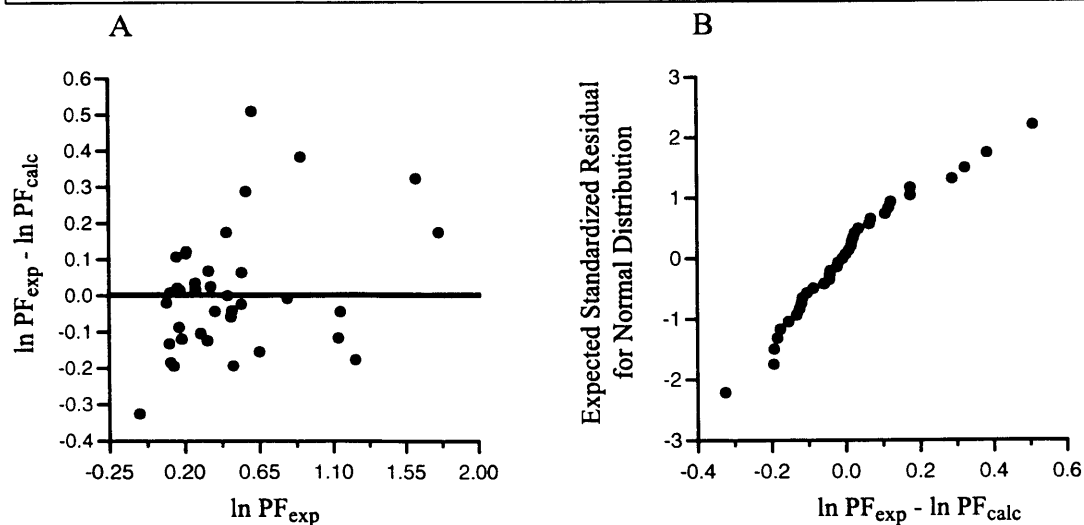 A
ln PFexp - ln PFcalc
0.6
0.5
0.4
0.3
0.2
0.1
0.0
-0.1
-0.2
-0.3
-0.4
-0.25 0.20 0.65 1.10 1.55 2.00
ln PFexp
B
Expected Standardized Residual
for Normal Distribution
3
2
1
0
-1
-2
-3
-0.4 -0.2 0.0 0.2 0.4 0.6
ln PFexp - ln PFcalc